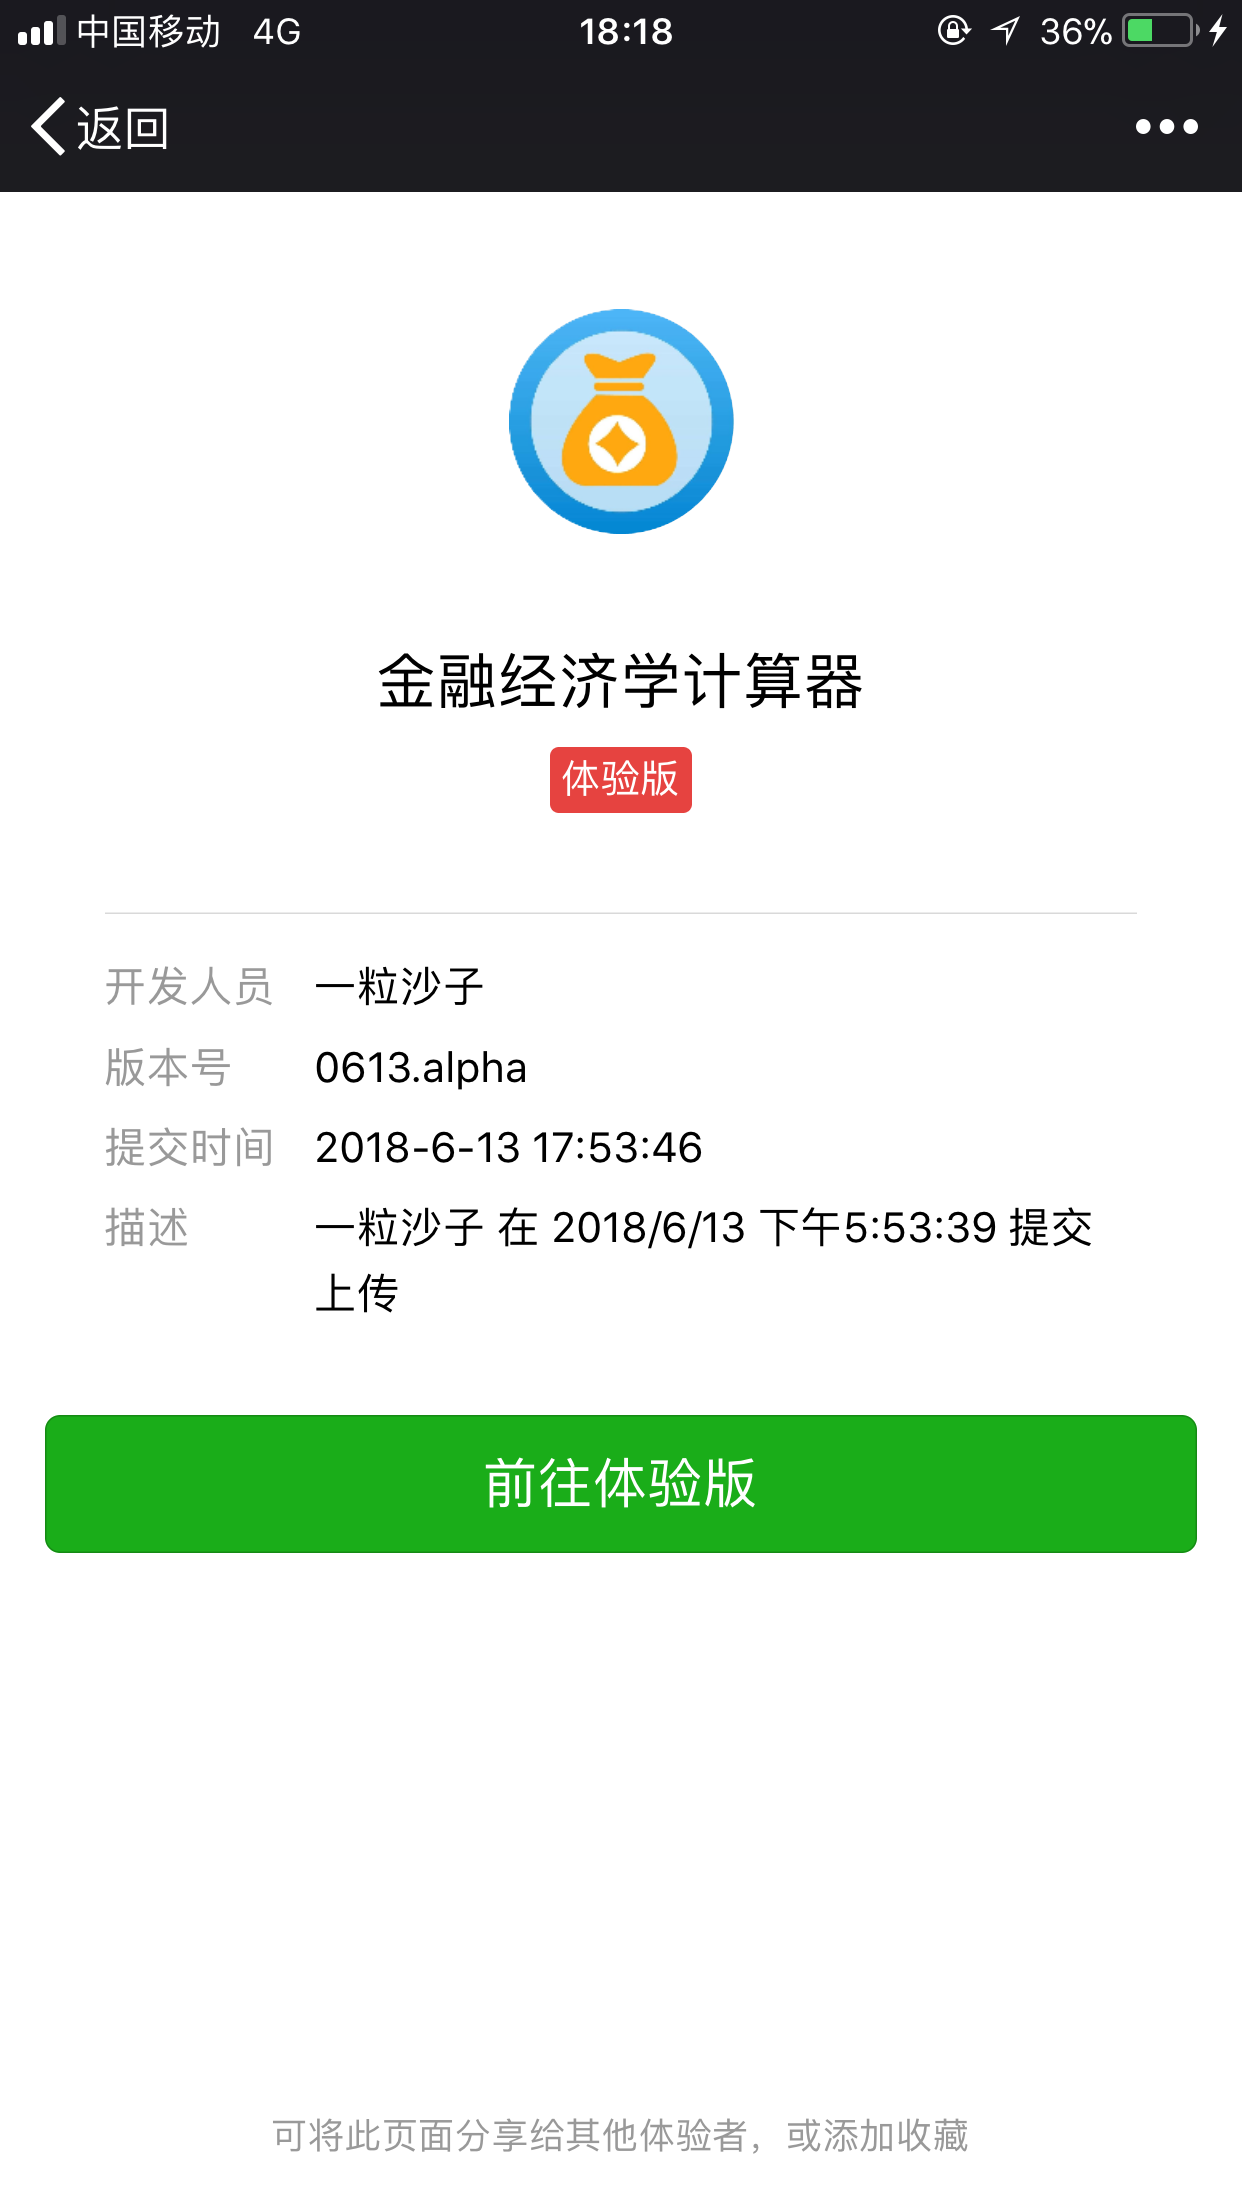 中国移动 4G 18:18 36%
返回
金融经济学计算器
体验版
开发人员 一粒沙子
版本号 0613.alpha
提交时间 2018-6-13 17:53:46
描述 一粒沙子 在 2018/6/13 下午5:53:39 提交
上传
前往体验版
可将此页面分享给其他体验者，或添加收藏